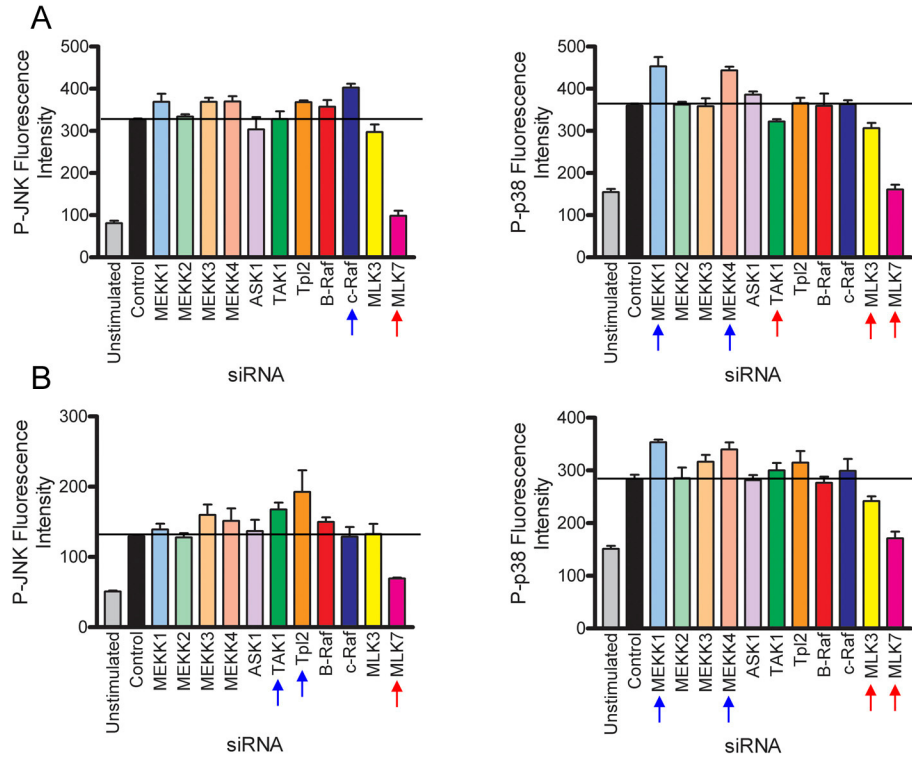 A
P-JNK Fluorescence
Intensity
500
400
300
200
100
0
Unstimulated
Control
MEKK1
MEKK2
MEKK3
MEKK4
ASK1
TAK1
Tpl2
B-Raf
c-Raf
MLK3
MLK7
siRNA
P-p38 Fluorescence
Intensity
500
400
300
200
100
0
Unstimulated
Control
MEKK1
MEKK2
MEKK3
MEKK4
ASK1
TAK1
Tpl2
B-Raf
c-Raf
MLK3
MLK7
siRNA
B
P-JNK Fluorescence
Intensity
300
200
100
0
Unstimulated
Control
MEKK1
MEKK2
MEKK3
MEKK4
ASK1
TAK1
Tpl2
B-Raf
c-Raf
MLK3
MLK7
siRNA
P-p38 Fluorescence
Intensity
400
300
200
100
0
Unstimulated
Control
MEKK1
MEKK2
MEKK3
MEKK4
ASK1
TAK1
Tpl2
B-Raf
c-Raf
MLK3
MLK7
siRNA